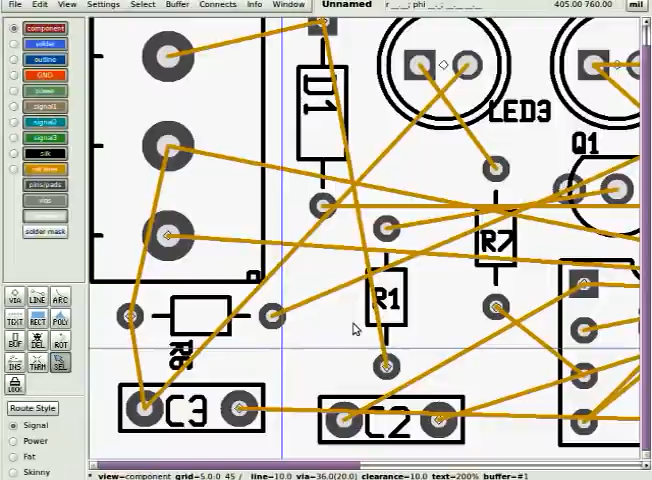 File Edit View Settings Select Buffer Connects Info Window Unnamed 405.00 760.00 mil
component
solder
outline
GND
power
signal1
signal2
signal3
silk
rat lines
pins/pads
vias
solder mask
VIA LINE ARC
TEXT RECT POLY
BUF DEL ROT
INS THRM SEL
LOCK
Route Style
Signal
Power
Fat
Skinny
LED3
Q1
R7
R1
R6
C3
C2
* view=component grid=5.0:0 45_/ line=10.0 via=36.0(20.0) clearance=10.0 text=200% buffer=#1